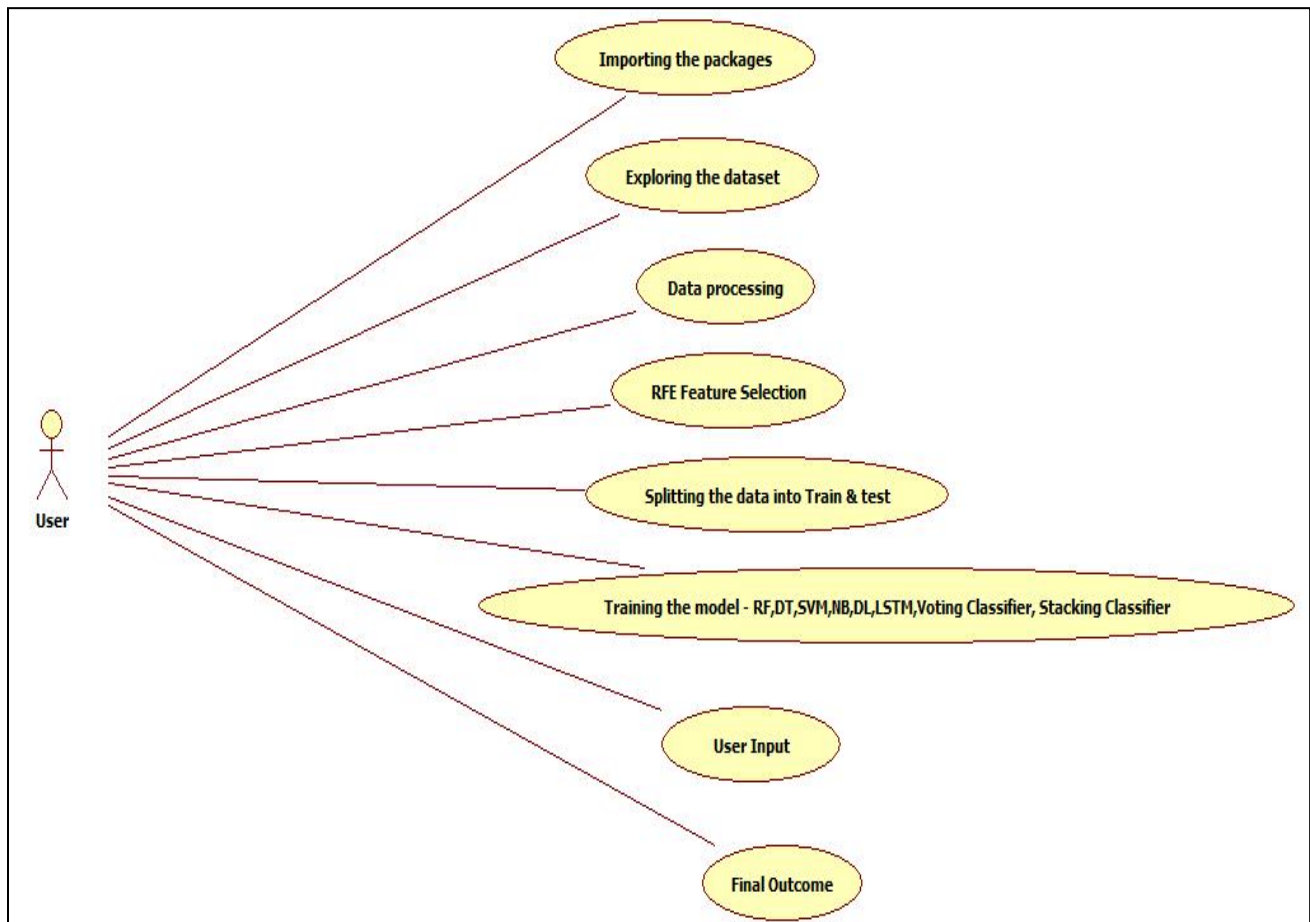 Importing the packages
Exploring the dataset
Data processing
RFE Feature Selection
Splitting the data into Train & test
User
Training the model - RF,DT,SVM,NB,DL,LSTM,Voting Classifier, Stacking Classifier
User Input
Final Outcome